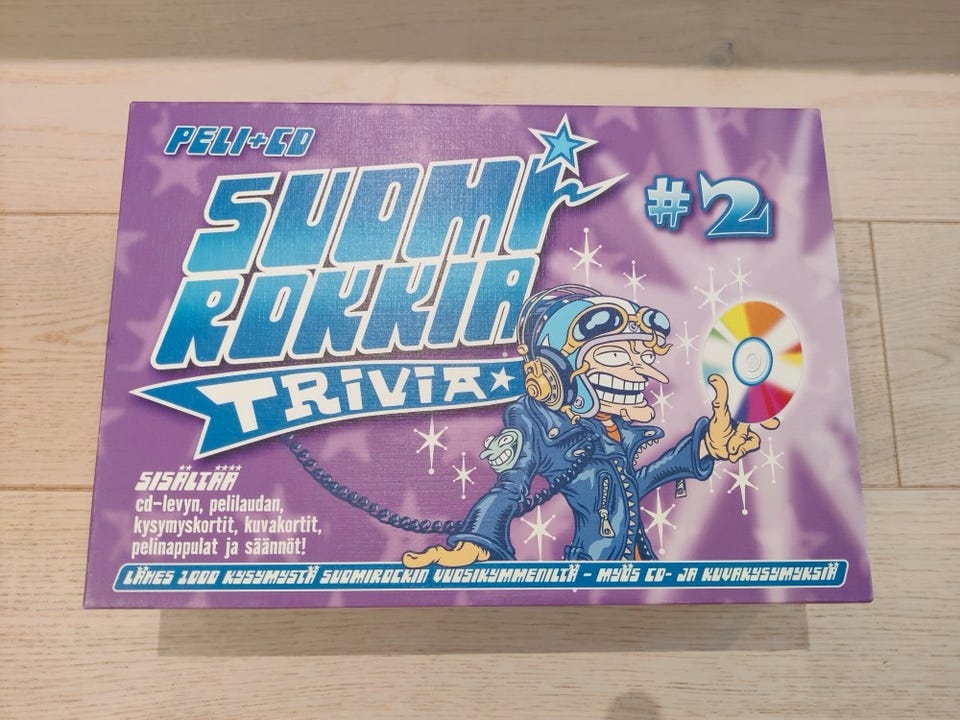 PELI+CD
SUOMI
ROKKIA
TRiViA
#2
SISÄLTÄÄ
cd-levyn, pelilaudan,
kysymyskortit, kuvakortit,
pelinappulat ja säännöt!
LÄHES 2000 KYSYMYSTÄ SUOMIROCKIN VUOSIKYMMENILTÄ - MYÖS CD- JA KUVAKYSYMYKSIÄ